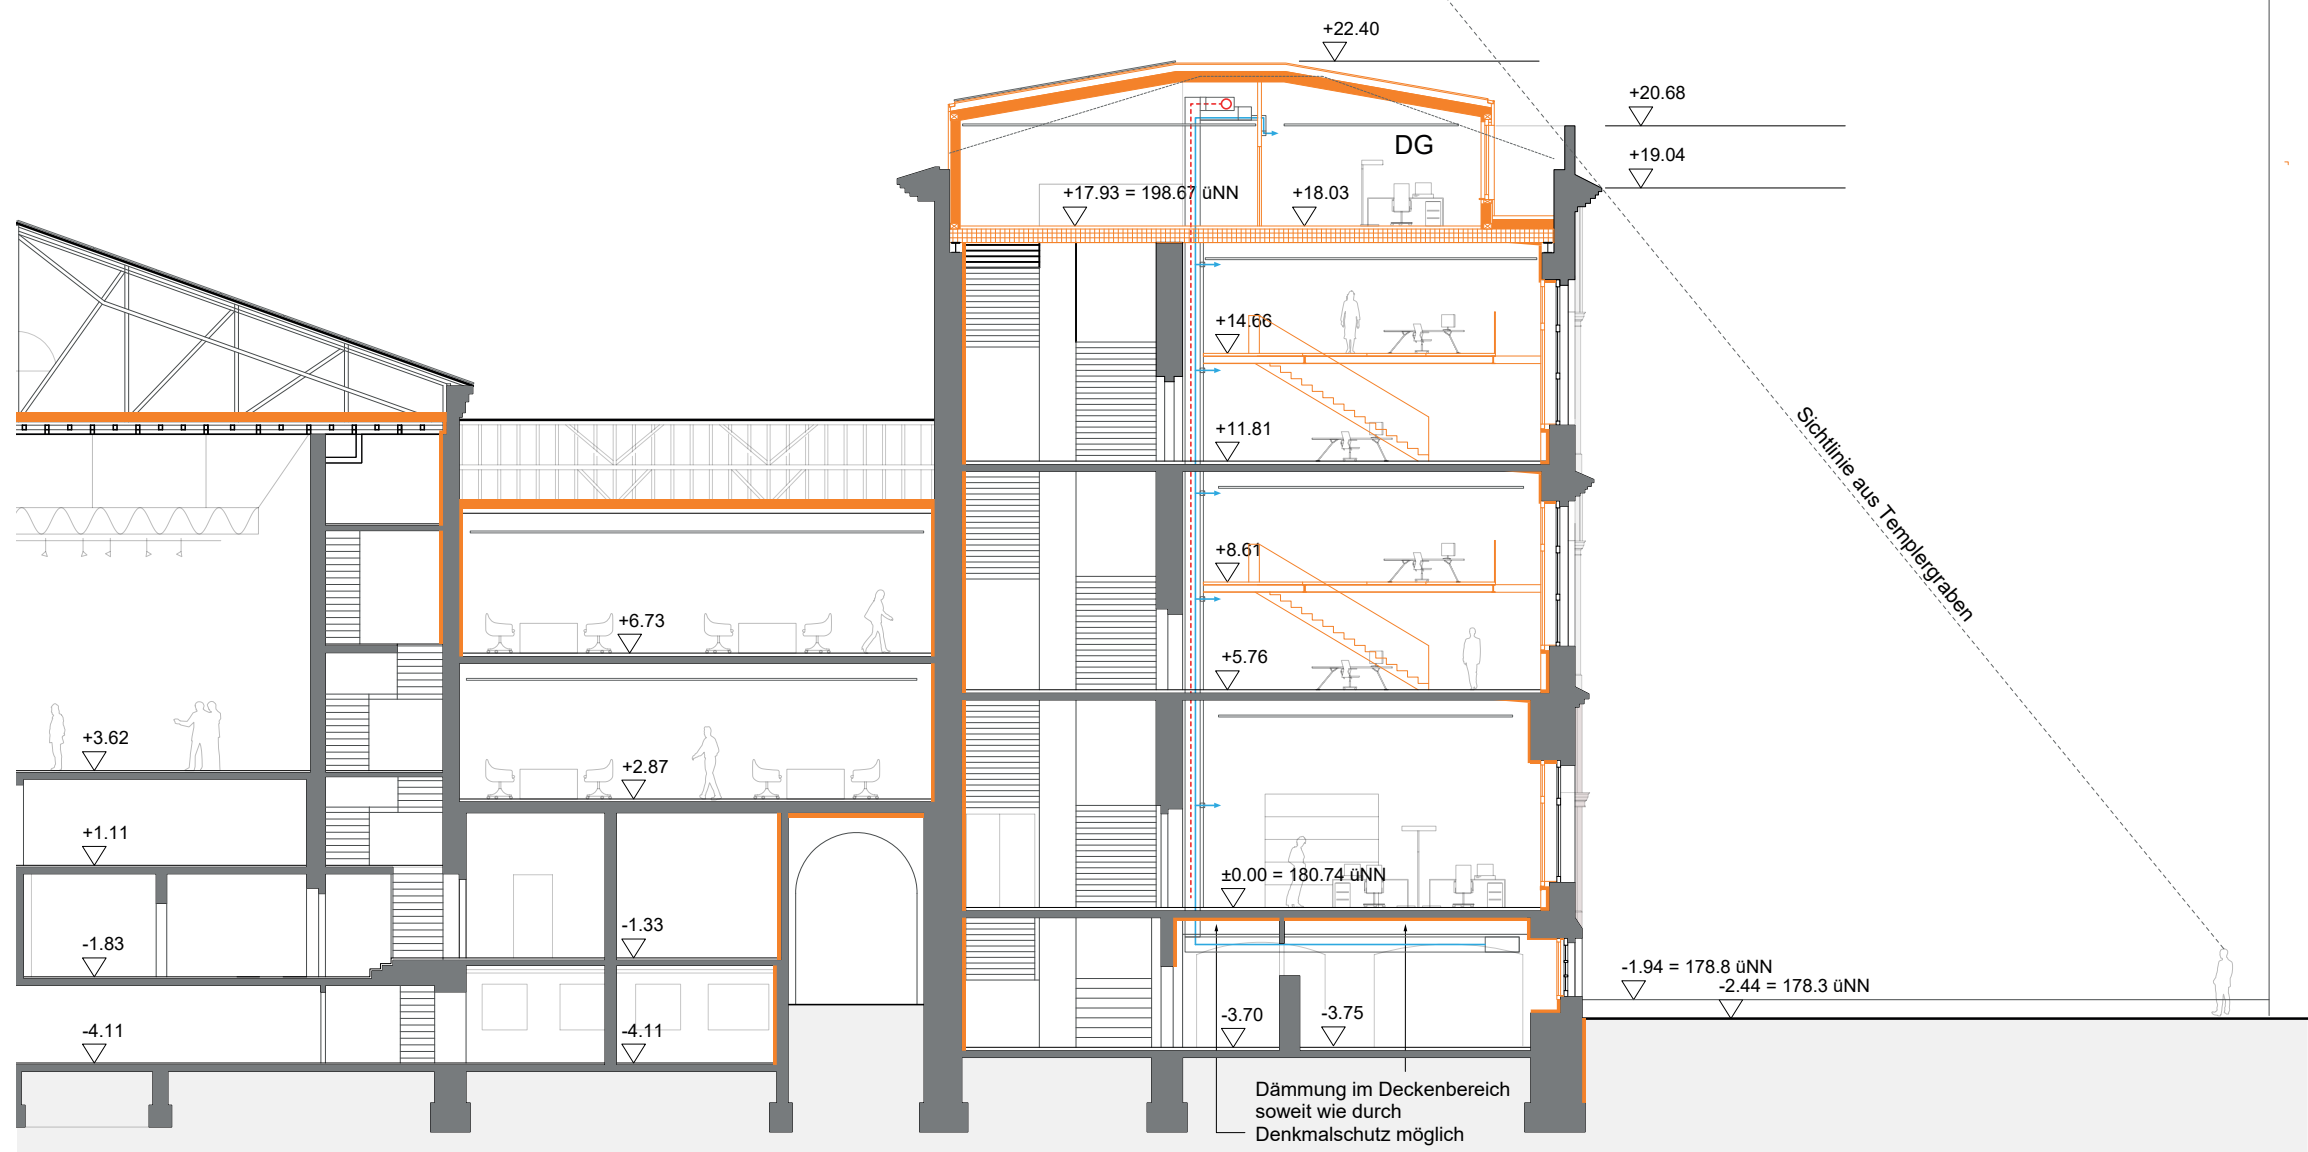 +22.40
+20.68
DG
+19.04
+17.93 = 198.67 üNN
+18.03
+14.66
+11.81
Sichtlinie aus Templergraben
+8.61
+6.73
+5.76
+3.62
+2.87
+1.11
±0.00 = 180.74 üNN
-1.83
-1.33
-1.94 = 178.8 üNN
-2.44 = 178.3 üNN
-4.11
-4.11
-3.70
-3.75
Dämmung im Deckenbereich
soweit wie durch
Denkmalschutz möglich